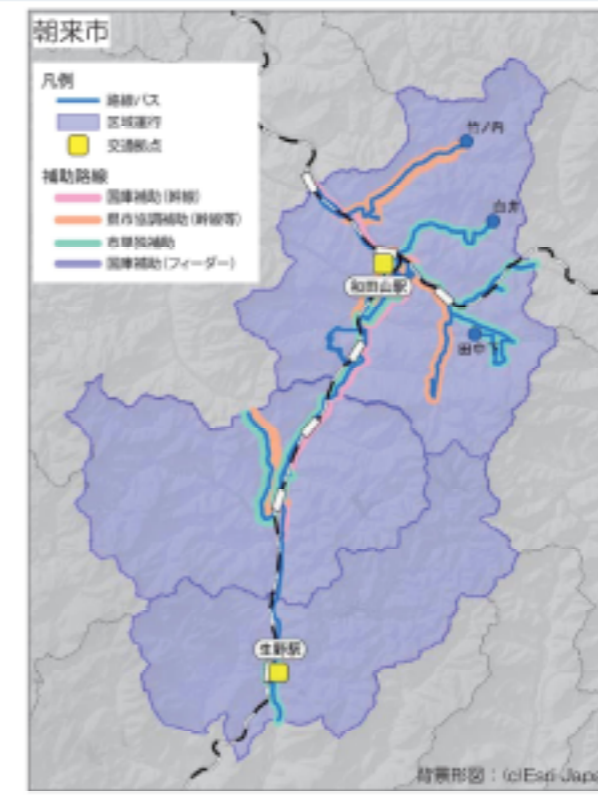 朝来市
凡例
路線バス
区域運行
交通拠点
補助路線
国庫補助(幹線)
県市協調補助(幹線等)
市単独補助
国庫補助(フィーダー)
竹ノ内
白井
和田山駅
田中下
生野駅
背景形図：(c)Esri Japa